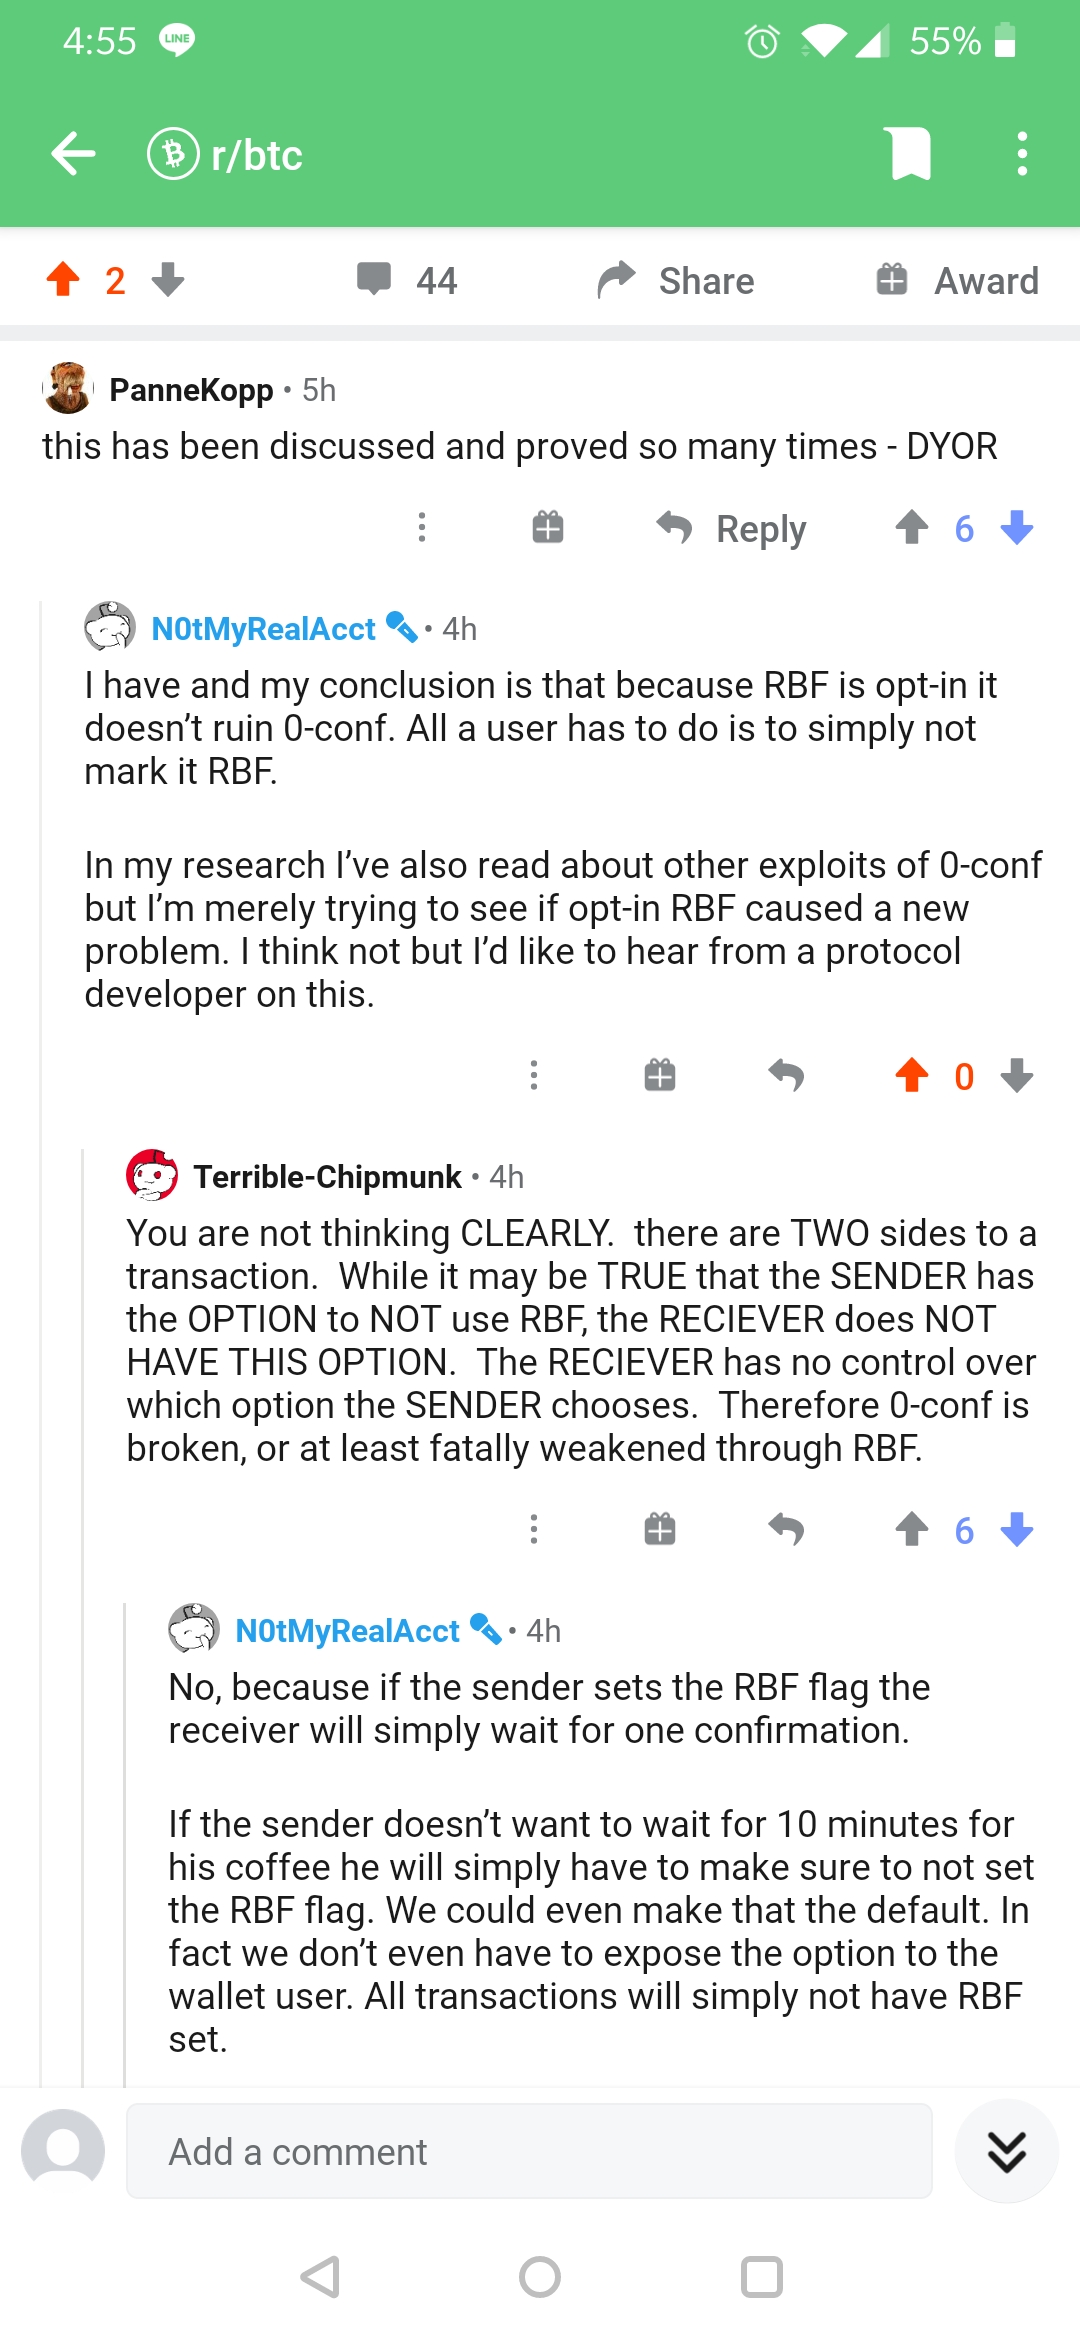 4:55 LINE 55%
r/btc
2 44 Share Award
PanneKopp • 5h
this has been discussed and proved so many times - DYOR
Reply 6
N0tMyRealAcct • 4h
I have and my conclusion is that because RBF is opt-in it
doesn’t ruin 0-conf. All a user has to do is to simply not
mark it RBF.
In my research I’ve also read about other exploits of 0-conf
but I’m merely trying to see if opt-in RBF caused a new
problem. I think not but I’d like to hear from a protocol
developer on this.
0
Terrible-Chipmunk • 4h
You are not thinking CLEARLY.  there are TWO sides to a
transaction.  While it may be TRUE that the SENDER has
the OPTION to NOT use RBF, the RECIEVER does NOT
HAVE THIS OPTION.  The RECIEVER has no control over
which option the SENDER chooses.  Therefore 0-conf is
broken, or at least fatally weakened through RBF.
6
N0tMyRealAcct • 4h
No, because if the sender sets the RBF flag the
receiver will simply wait for one confirmation.
If the sender doesn’t want to wait for 10 minutes for
his coffee he will simply have to make sure to not set
the RBF flag. We could even make that the default. In
fact we don’t even have to expose the option to the
wallet user. All transactions will simply not have RBF
set.
Add a comment